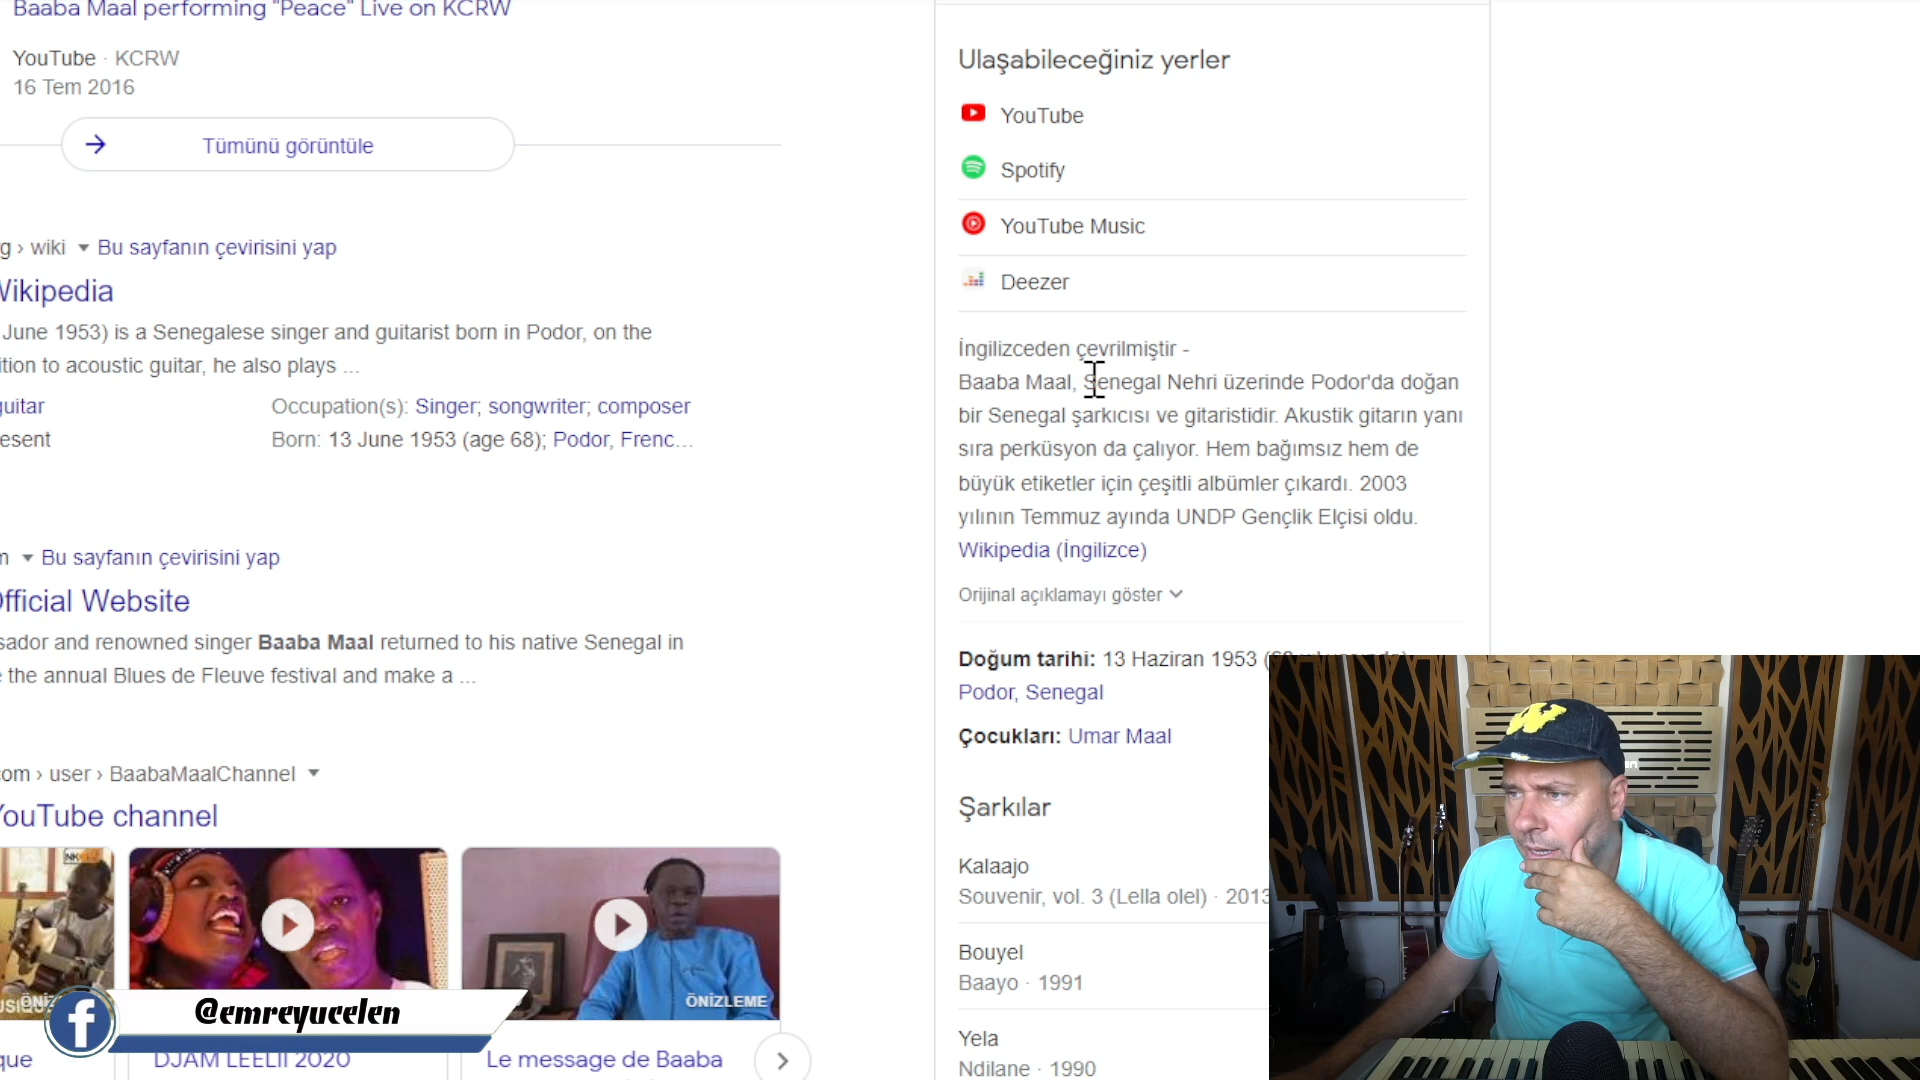 Baaba Maal performing "Peace" Live on KCRW
YouTube · KCRW
16 Tem 2016
Tümünü görüntüle
g › wiki Bu sayfanın çevirisini yap
Wikipedia
June 1953) is a Senegalese singer and guitarist born in Podor, on the
ition to acoustic guitar, he also plays ...
guitar
Occupation(s): Singer; songwriter; composer
esent
Born: 13 June 1953 (age 68); Podor, Frenc…
m Bu sayfanın çevirisini yap
Official Website
sador and renowned singer Baaba Maal returned to his native Senegal in
e the annual Blues de Fleuve festival and make a ...
com › user › BaabaMaalChannel
YouTube channel
ÖNİZLEME
@emreyucelen
que
DJAM LEELII 2020
Le message de Baaba
Ulaşabileceğiniz yerler
YouTube
Spotify
YouTube Music
Deezer
İngilizceden çevrilmiştir -
Baaba Maal, Senegal Nehri üzerinde Podor'da doğan
bir Senegal şarkıcısı ve gitaristidir. Akustik gitarın yanı
sıra perküsyon da çalıyor. Hem bağımsız hem de
büyük etiketler için çeşitli albümler çıkardı. 2003
yılının Temmuz ayında UNDP Gençlik Elçisi oldu.
Wikipedia (İngilizce)
Orijinal açıklamayı göster
Doğum tarihi: 13 Haziran 1953
Podor, Senegal
Çocukları: Umar Maal
Şarkılar
Kalaajo
Souvenir, vol. 3 (Lella olel) · 2013
Bouyel
Baayo · 1991
Yela
Ndilane · 1990